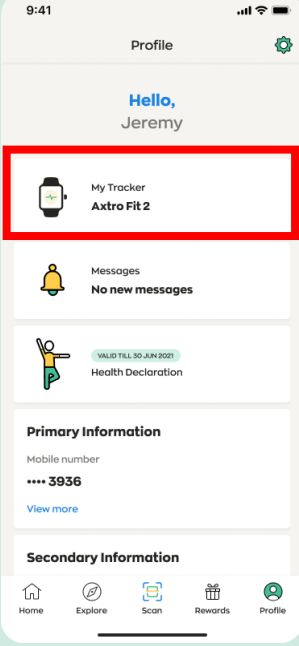 9:41
Profile
Hello,
Jeremy
My Tracker
Axtro Fit 2
Messages
No new messages
VALID TILL 30 JUN 2021
Health Declaration
Primary Information
Mobile number
•••• 3936
View more
Secondary Information
Home Explore Scan Rewards Profile